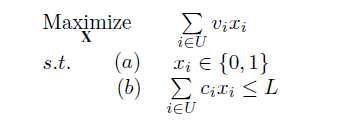 Maximize ∑ vᵢxᵢ
X i∈U
s.t. (a) xᵢ ∈ {0, 1}
(b) ∑ cᵢxᵢ ≤ L
i∈U